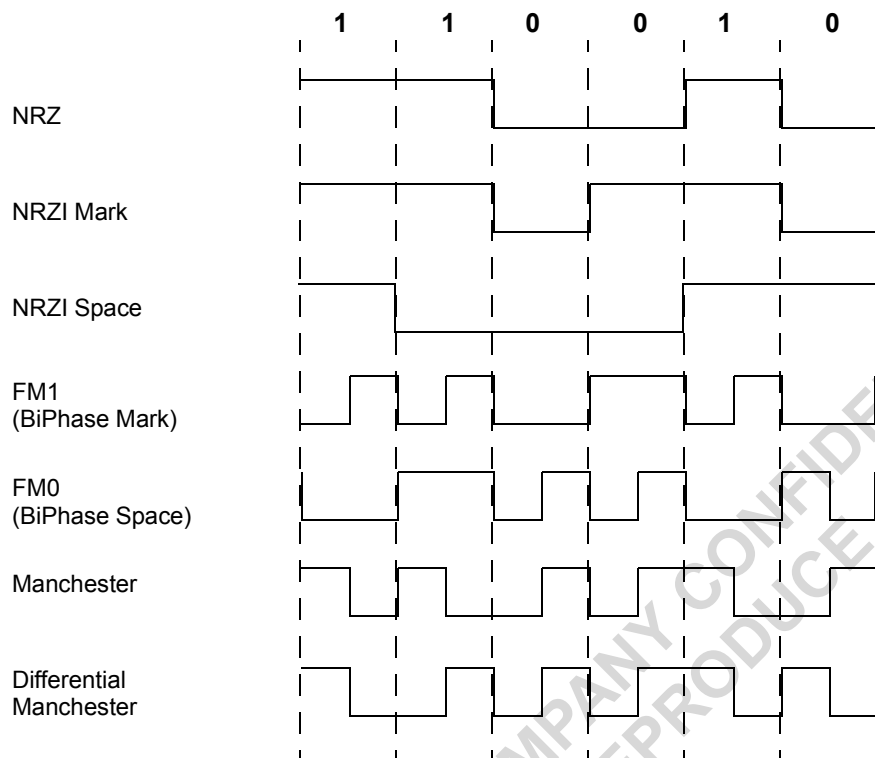 1 1 0 0 1 0
NRZ
NRZI Mark
NRZI Space
FM1
(BiPhase Mark)
FM0
(BiPhase Space)
Manchester
Differential
Manchester